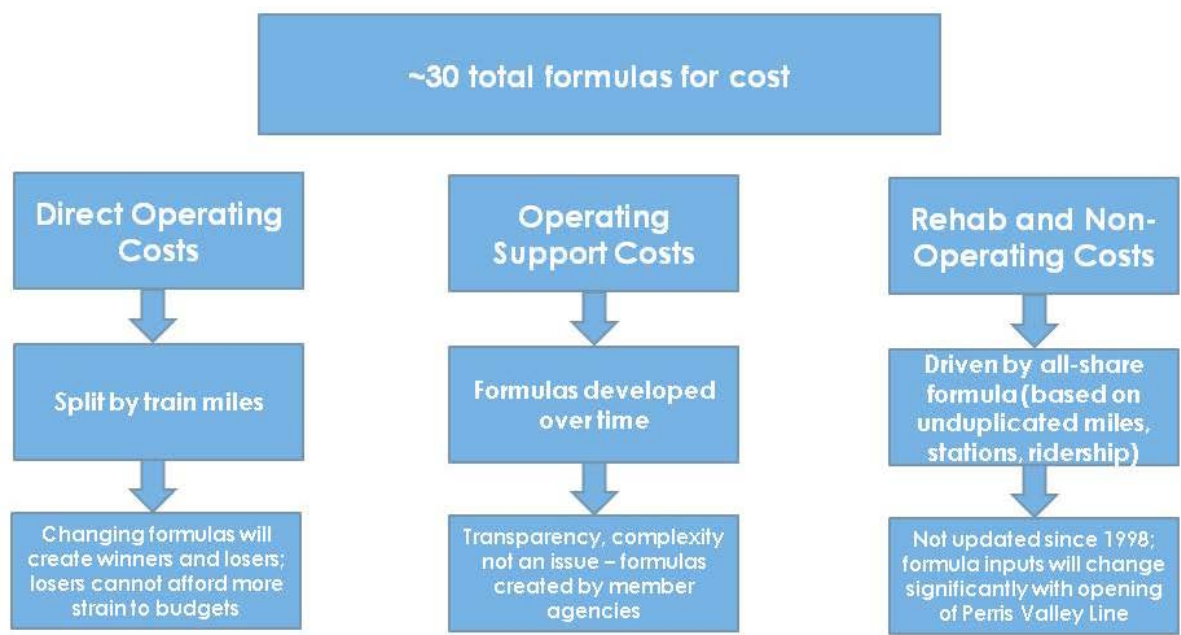 ~30 total formulas for cost
Direct Operating
Costs
Split by train miles
Changing formulas will
create winners and losers;
losers cannot afford more
strain to budgets
Operating
Support Costs
Formulas developed
over time
Transparency, complexity
not an issue – formulas
created by member
agencies
Rehab and Non-
Operating Costs
Driven by all-share
formula (based on
unduplicated miles,
stations, ridership)
Not updated since 1998;
formula inputs will change
significantly with opening
of Perris Valley Line